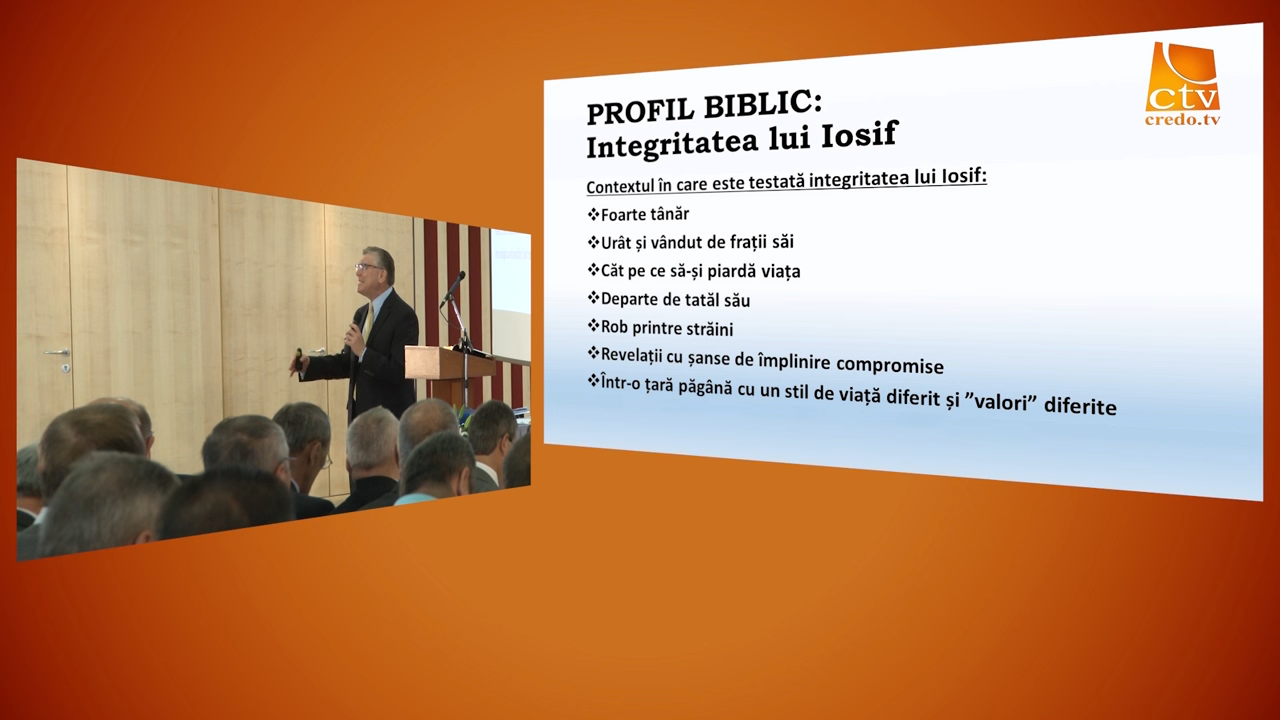 ctv
credo.tv
PROFIL BIBLIC:
Integritatea lui Iosif
Contextul în care este testată integritatea lui Iosif:
❖Foarte tânăr
❖Urât și vândut de frații săi
❖Căt pe ce să-și piardă viața
❖Departe de tatăl său
❖Rob printre străini
❖Revelații cu șanse de împlinire compromise
❖Într-o țară păgână cu un stil de viață diferit și ”valori” diferite